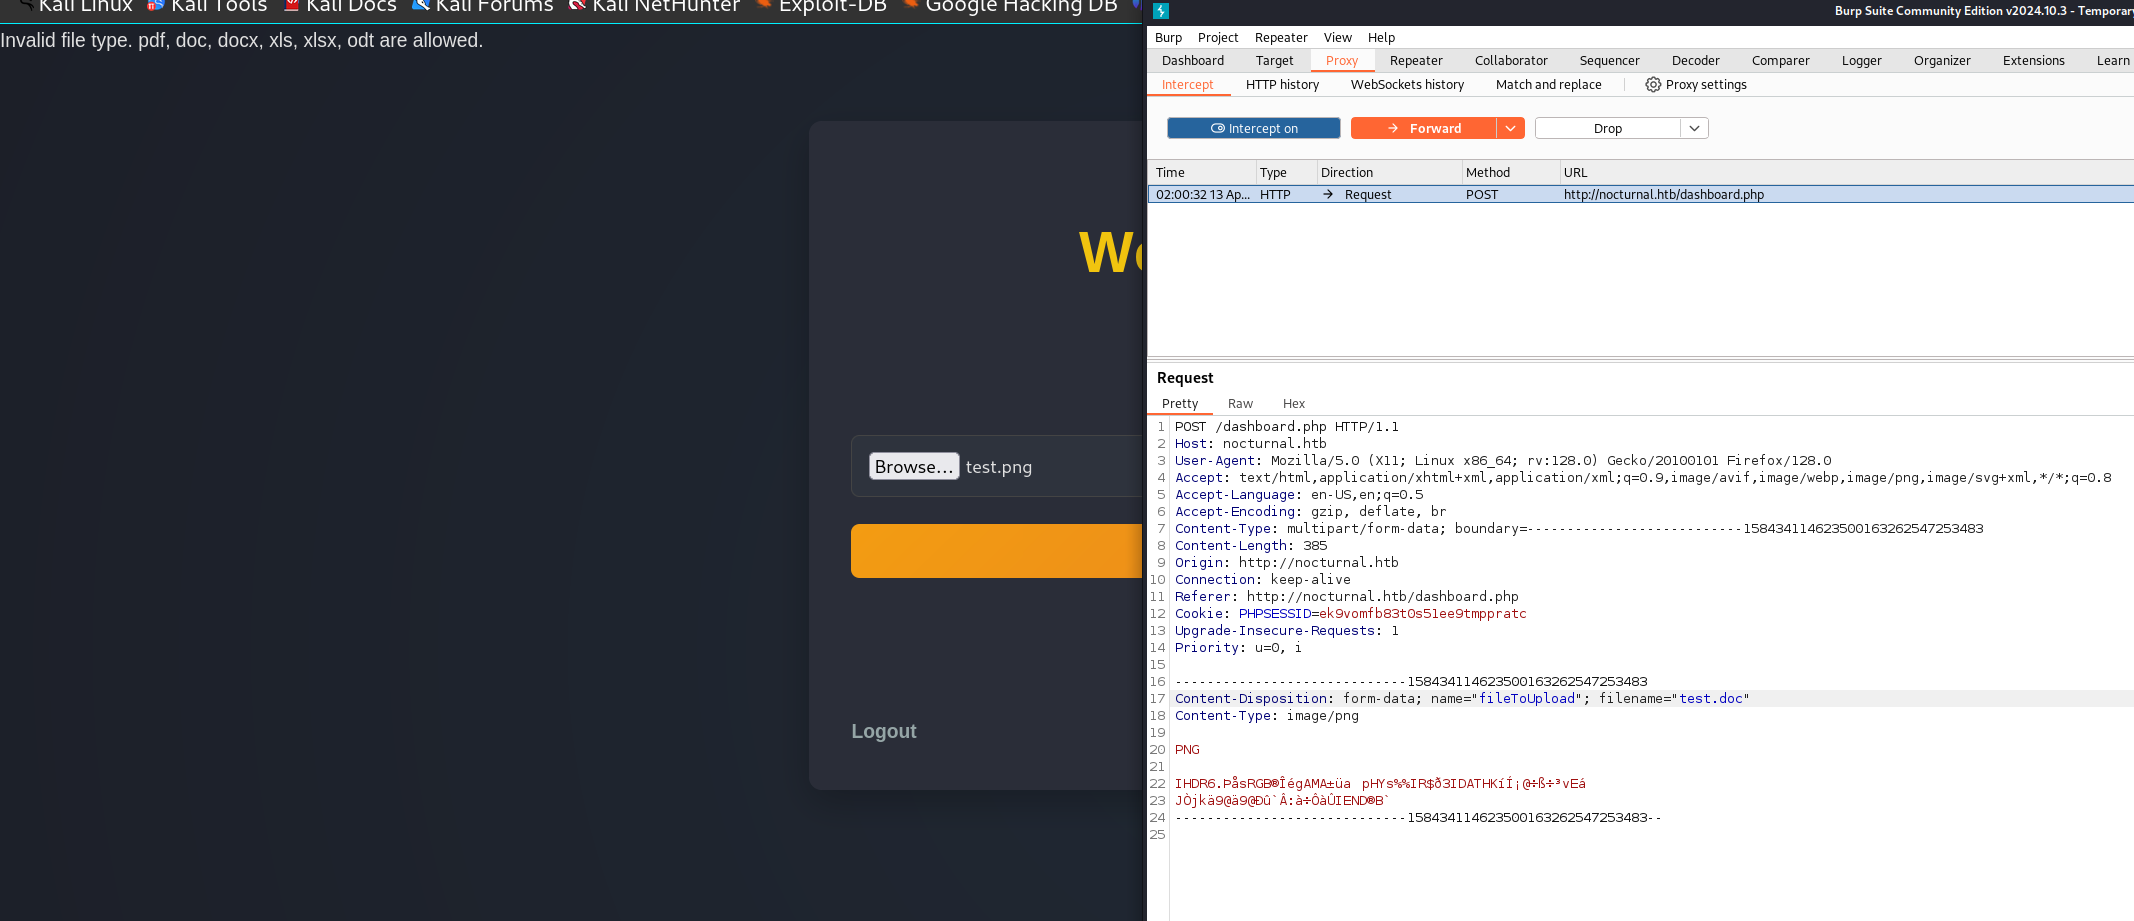 Kali Linux Kali Tools Kali Docs Kali Forums Kali NetHunter Exploit-DB Google Hacking DB
Invalid file type. pdf, doc, docx, xls, xlsx, odt are allowed.
We
Browse... test.png
Logout
Burp Suite Community Edition v2024.10.3 - Temporary
Burp Project Repeater View Help
Dashboard Target Proxy Repeater Collaborator Sequencer Decoder Comparer Logger Organizer Extensions Learn
Intercept HTTP history WebSockets history Match and replace Proxy settings
Intercept on Forward Drop
Time Type Direction Method URL
02:00:32 13 Ap... HTTP → Request POST http://nocturnal.htb/dashboard.php
Request
Pretty Raw Hex
1 POST /dashboard.php HTTP/1.1
2 Host: nocturnal.htb
3 User-Agent: Mozilla/5.0 (X11; Linux x86_64; rv:128.0) Gecko/20100101 Firefox/128.0
4 Accept: text/html,application/xhtml+xml,application/xml;q=0.9,image/avif,image/webp,image/png,image/svg+xml,*/*;q=0.8
5 Accept-Language: en-US,en;q=0.5
6 Accept-Encoding: gzip, deflate, br
7 Content-Type: multipart/form-data; boundary=---------------------------158434114623500163262547253483
8 Content-Length: 385
9 Origin: http://nocturnal.htb
10 Connection: keep-alive
11 Referer: http://nocturnal.htb/dashboard.php
12 Cookie: PHPSESSID=ek9vomfb83t0s51ee9tmppratc
13 Upgrade-Insecure-Requests: 1
14 Priority: u=0, i
15
16 -----------------------------158434114623500163262547253483
17 Content-Disposition: form-data; name="fileToUpload"; filename="test.doc"
18 Content-Type: image/png
19
20 PNG
21
22 IHDR6.ÞåsRGB®ÎégAMA±üa pHYs%%IR$ð3IDATHKíÍ¡@÷ß÷³vEá
23 JÒjkä9@ä9@Ðû`Â:à÷ÔàÛIEND®B`
24 -----------------------------158434114623500163262547253483--
25